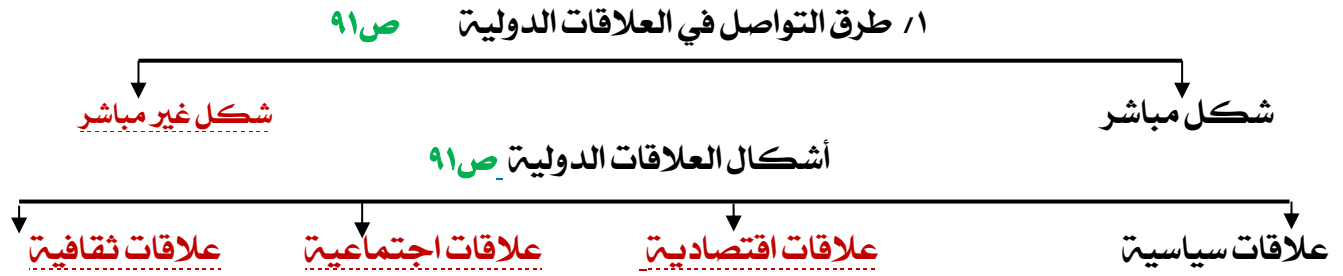 ١/ طرق التواصل في العلاقات الدولية ص٩١
شكل مباشر شكل غير مباشر
أشكال العلاقات الدولية ص٩١
علاقات سياسية علاقات اقتصادية علاقات اجتماعية علاقات ثقافية